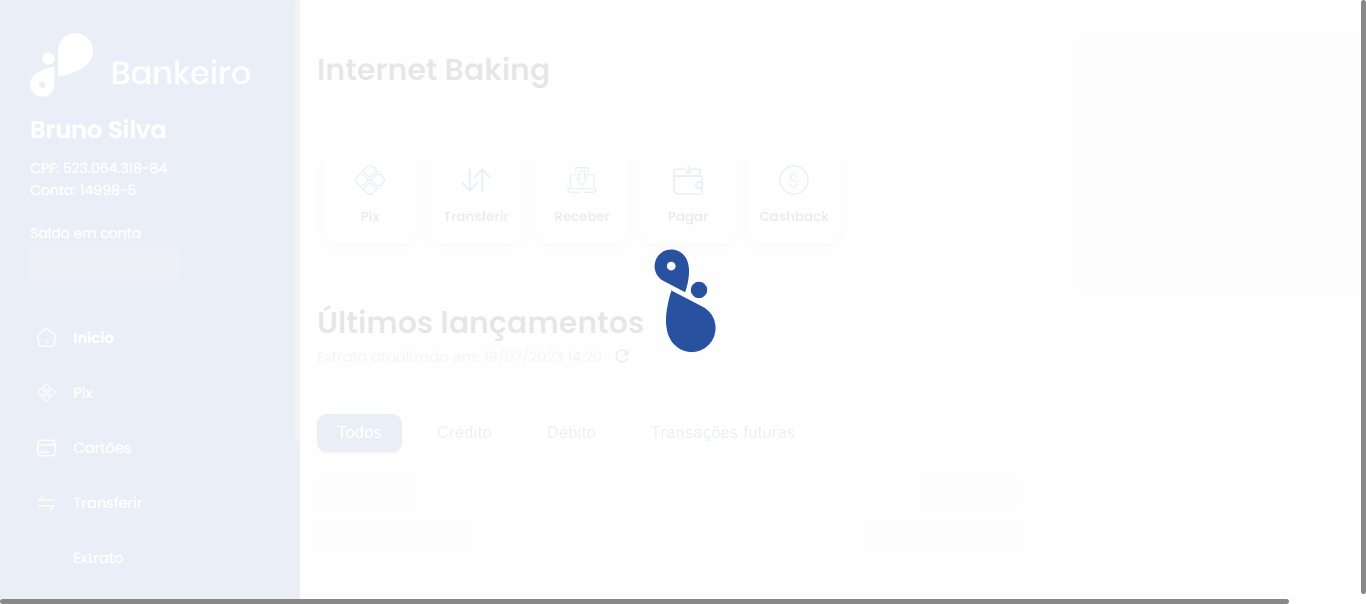 Bankeiro
Bruno Silva
CPF: 523.064.318-84
Conta: 14998-5
Saldo em conta
Início
Pix
Cartões
Transferir
Extrato
Internet Baking
Pix
Transferir
Receber
Pagar
Cashback
Últimos lançamentos
Extrato atualizado em: 19/07/2023 14:20
Todos
Crédito
Débito
Transações futuras